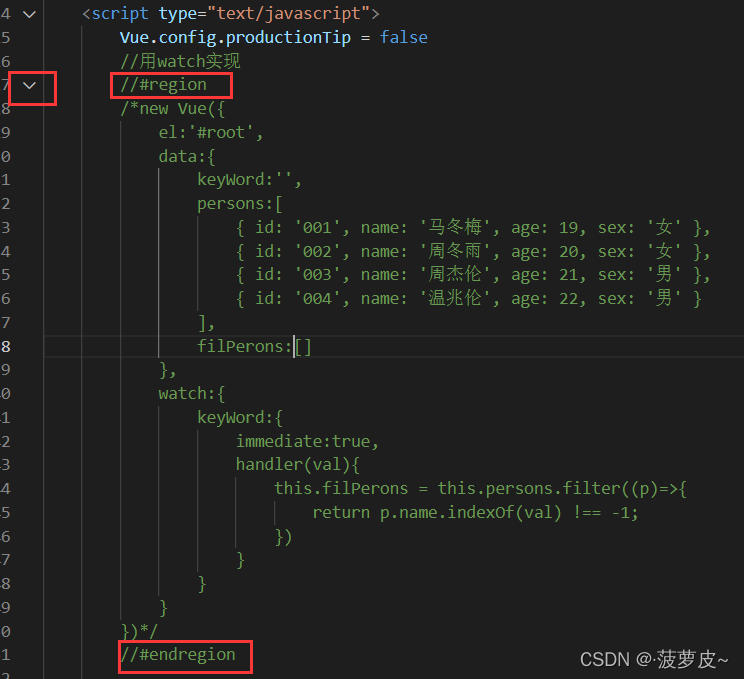 4 <script type="text/javascript">
5 Vue.config.productionTip = false
6 //用watch实现
7 //#region
8 /*new Vue({
9 el:'#root',
0 data:{
1 keyWord:'',
2 persons:[
3 { id: '001', name: '马冬梅', age: 19, sex: '女' },
4 { id: '002', name: '周冬雨', age: 20, sex: '女' },
5 { id: '003', name: '周杰伦', age: 21, sex: '男' },
6 { id: '004', name: '温兆伦', age: 22, sex: '男' }
7 ],
8 filPerons:[]
9 },
0 watch:{
1 keyWord:{
2 immediate:true,
3 handler(val){
4 this.filPerons = this.persons.filter((p)=>{
5 return p.name.indexOf(val) !== -1;
6 })
7 }
8 }
9 }
0 })*/
1 //#endregion
CSDN @·菠萝皮~